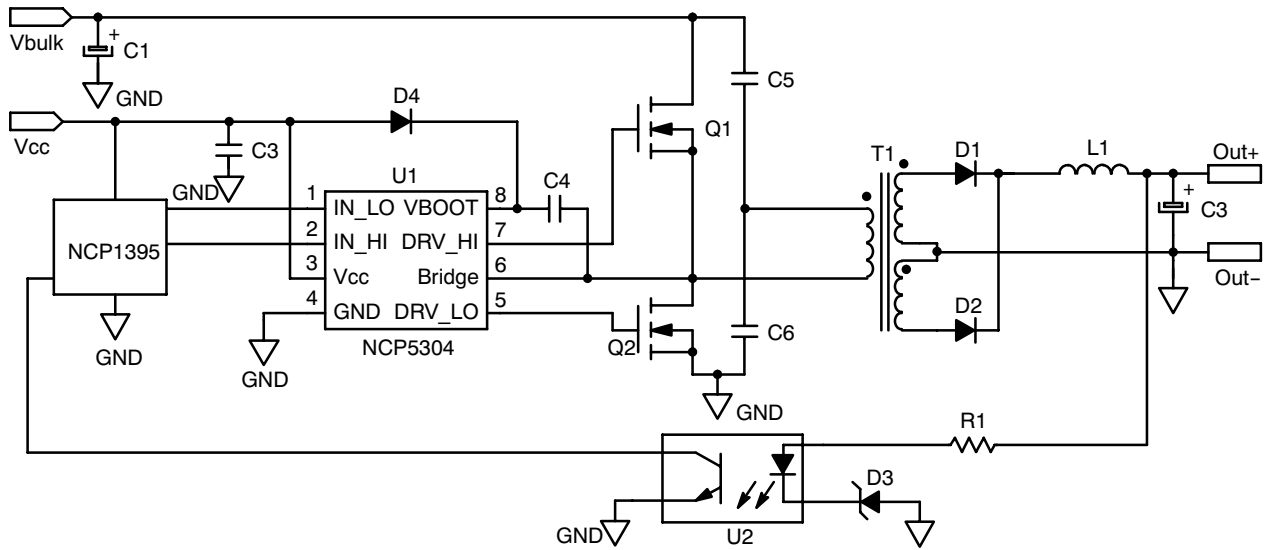 Vbulk
+
C1
GND
Vcc
C3
GND
D4
U1
C4
1 IN_LO VBOOT 8
2 IN_HI DRV_HI 7
3 Vcc Bridge 6
4 GND DRV_LO 5
NCP5304
NCP1395
GND
GND
Q1
Q2
C5
C6
GND
T1
D1
D2
L1
+
C3
Out+
Out−
R1
D3
U2
GND